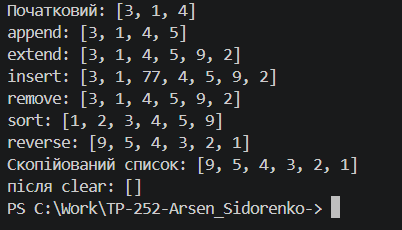 Початковий: [3, 1, 4]
append: [3, 1, 4, 5]
extend: [3, 1, 4, 5, 9, 2]
insert: [3, 1, 77, 4, 5, 9, 2]
remove: [3, 1, 4, 5, 9, 2]
sort: [1, 2, 3, 4, 5, 9]
reverse: [9, 5, 4, 3, 2, 1]
Скопійований список: [9, 5, 4, 3, 2, 1]
після clear: []
PS C:\Work\TP-252-Arsen_Sidorenko->